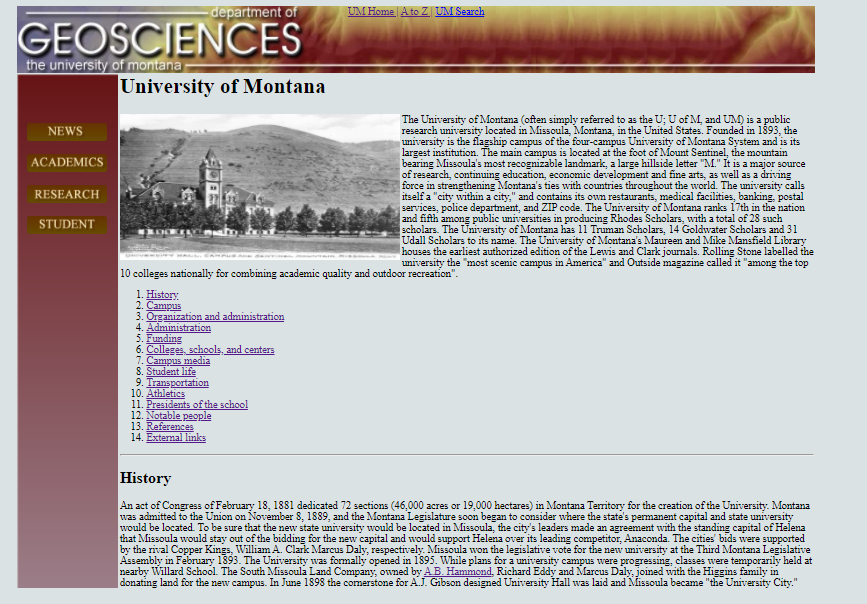 department of
GEOSCIENCES
the university of montana
UM Home | A to Z | UM Search
NEWS
ACADEMICS
RESEARCH
STUDENT
University of Montana
The University of Montana (often simply referred to as the U; U of M, and UM) is a public
research university located in Missoula, Montana, in the United States. Founded in 1893, the
university is the flagship campus of the four-campus University of Montana System and is its
largest institution. The main campus is located at the foot of Mount Sentinel, the mountain
bearing Missoula's most recognizable landmark, a large hillside letter "M." It is a major source
of research, continuing education, economic development and fine arts, as well as a driving
force in strengthening Montana's ties with countries throughout the world. The university calls
itself a "city within a city," and contains its own restaurants, medical facilities, banking, postal
services, police department, and ZIP code. The University of Montana ranks 17th in the nation
and fifth among public universities in producing Rhodes Scholars, with a total of 28 such
scholars. The University of Montana has 11 Truman Scholars, 14 Goldwater Scholars and 31
Udall Scholars to its name. The University of Montana's Maureen and Mike Mansfield Library
houses the earliest authorized edition of the Lewis and Clark journals. Rolling Stone labelled the
university the "most scenic campus in America" and Outside magazine called it "among the top
10 colleges nationally for combining academic quality and outdoor recreation".
1. History
2. Campus
3. Organization and administration
4. Administration
5. Funding
6. Colleges, schools, and centers
7. Campus media
8. Student life
9. Transportation
10. Athletics
11. Presidents of the school
12. Notable people
13. References
14. External links
History
An act of Congress of February 18, 1881 dedicated 72 sections (46,000 acres or 19,000 hectares) in Montana Territory for the creation of the University. Montana
was admitted to the Union on November 8, 1889, and the Montana Legislature soon began to consider where the state's permanent capital and state university
would be located. To be sure that the new state university would be located in Missoula, the city's leaders made an agreement with the standing capital of Helena
that Missoula would stay out of the bidding for the new capital and would support Helena over its leading competitor, Anaconda. The cities' bids were supported
by the rival Copper Kings, William A. Clark Marcus Daly, respectively. Missoula won the legislative vote for the new university at the Third Montana Legislative
Assembly in February 1893. The University was formally opened in 1895. While plans for a university campus were progressing, classes were temporarily held at
nearby Willard School. The South Missoula Land Company, owned by A.B. Hammond, Richard Eddy and Marcus Daly, joined with the Higgins family in
donating land for the new campus. In June 1898 the cornerstone for A.J. Gibson designed University Hall was laid and Missoula became "the University City."